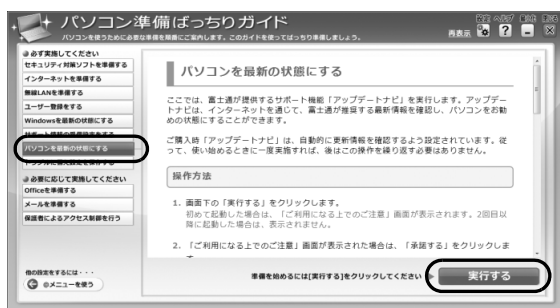 パソコン準備ばっちりガイド
パソコンを使うために必要な準備を順番にご案内します。このガイドを使ってばっちり準備しましょう。
再表示 設定 ヘルプ 最小化 閉じる
必ず実施してください
セキュリティ対策ソフトを準備する
インターネットを準備する
無線LANを準備する
ユーザー登録をする
Windowsを最新の状態にする
パソコンを最新の状態にする
必要に応じて実施してください
Officeを準備する
メールを準備する
保護者によるアクセス制御を行う
他の設定をするには・・・
@メニューを使う
パソコンを最新の状態にする
ここでは、富士通が提供するサポート機能「アップデートナビ」を実行します。アップデー
トナビは、インターネットを通じて、富士通が推奨する最新情報を確認し、パソコンをお勧
めの状態にすることができます。
ご購入時「アップデートナビ」は、自動的に更新情報を確認するよう設定されています。従
って、使い始めるときに一度実施すれば、後はこの操作を繰り返す必要はありません。
操作方法
1. 画面下の「実行する」をクリックします。
初めて起動した場合は、「ご利用になる上でのご注意」画面が表示されます。2回目以
降に起動した場合は、表示されません。
2. 「ご利用になる上でのご注意」画面が表示された場合は、「承諾する」をクリックしま
準備を始めるには[実行する]をクリックしてください
実行する